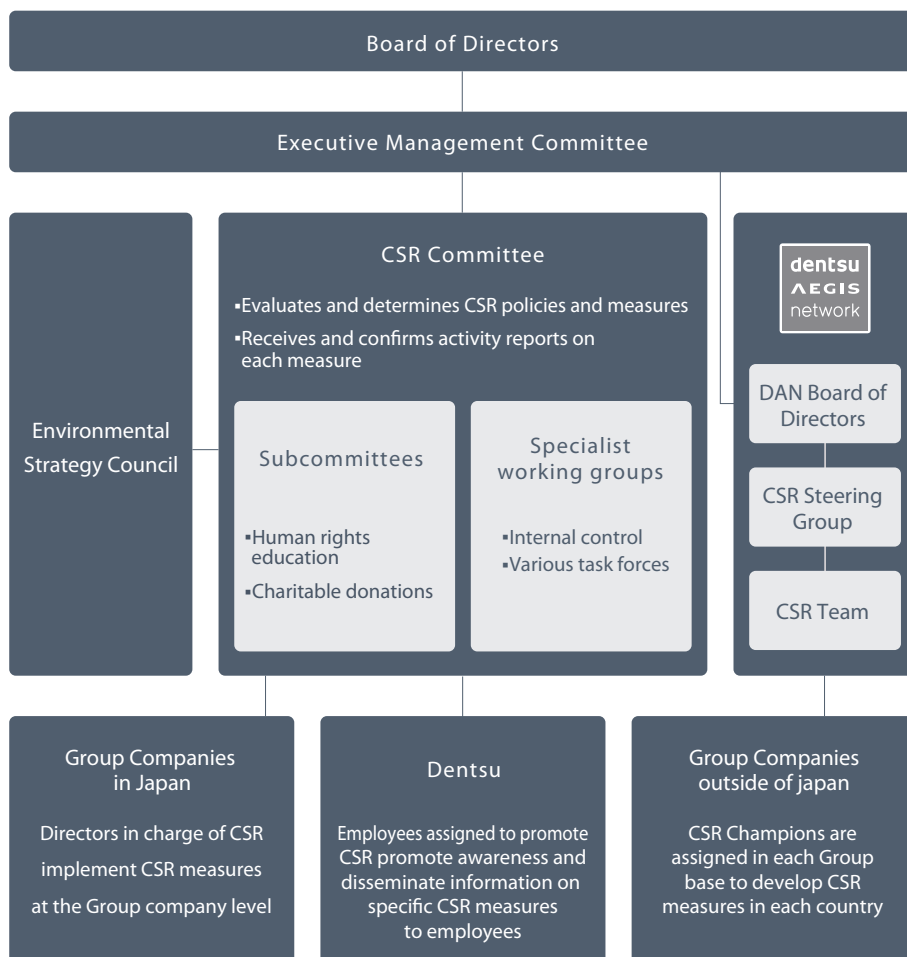 Board of Directors
Executive Management Committee
Environmental
Strategy Council
CSR Committee
▪Evaluates and determines CSR policies and measures
▪Receives and confirms activity reports on
each measure
Subcommittees
▪Human rights
education
▪Charitable donations
Specialist
working groups
▪Internal control
▪Various task forces
dentsu
AEGIS
network
DAN Board of
Directors
CSR Steering
Group
CSR Team
Group Companies
in Japan
Directors in charge of CSR
implement CSR measures
at the Group company level
Dentsu
Employees assigned to promote
CSR promote awareness and
disseminate information on
specific CSR measures
to employees
Group Companies
outside of japan
CSR Champions are
assigned in each Group
base to develop CSR
measures in each country